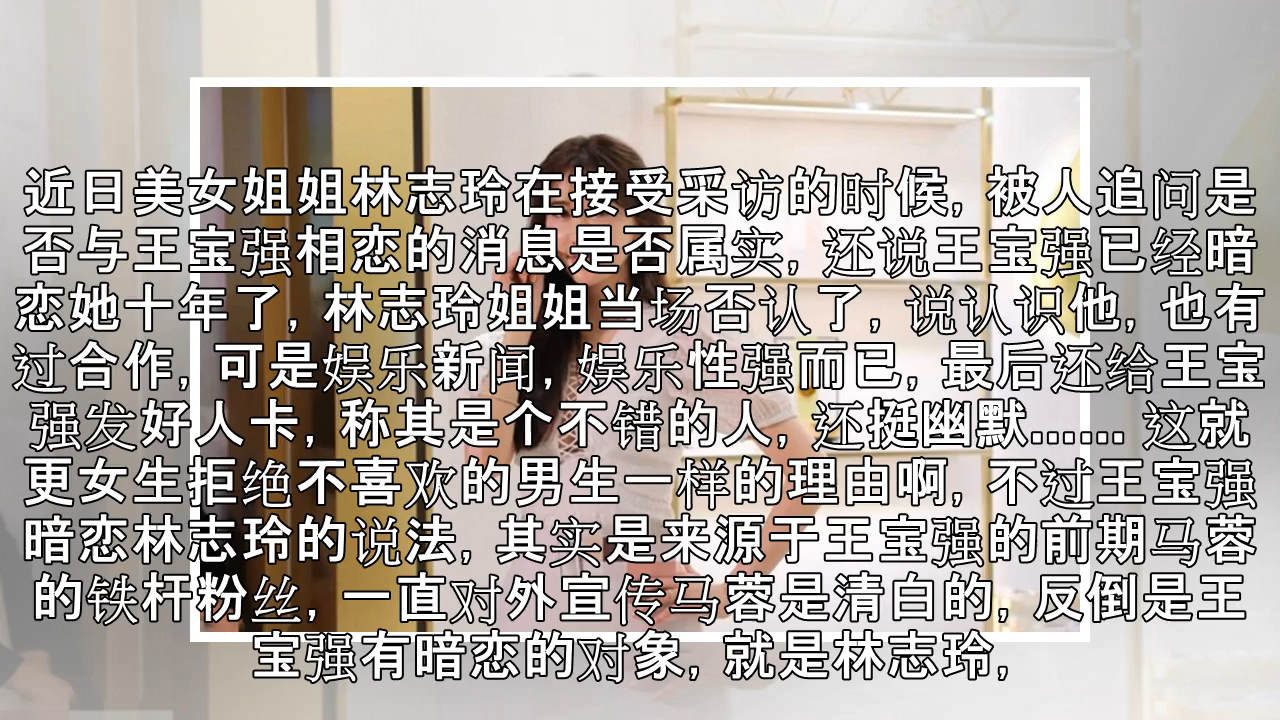 近日美女姐姐林志玲在接受采访的时候, 被人追问是
否与王宝强相恋的消息是否属实, 还说王宝强已经暗
恋她十年了, 林志玲姐姐当场否认了, 说认识他, 也有
过合作, 可是娱乐新闻, 娱乐性强而已, 最后还给王宝
强发好人卡, 称其是个不错的人, 还挺幽默...... 这就
更女生拒绝不喜欢的男生一样的理由啊, 不过王宝强
暗恋林志玲的说法, 其实是来源于王宝强的前期马蓉
的铁杆粉丝, 一直对外宣传马蓉是清白的, 反倒是王
宝强有暗恋的对象, 就是林志玲,